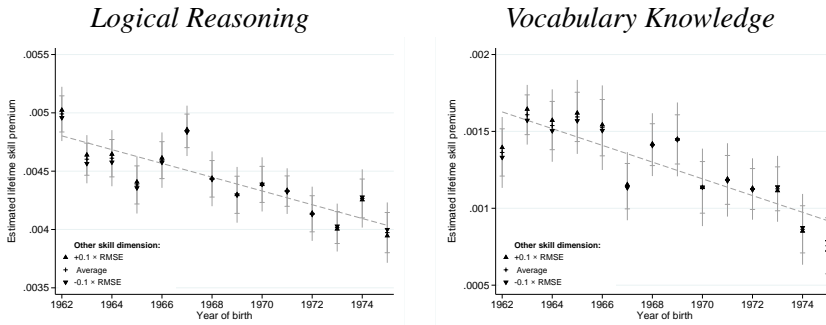 Logical Reasoning
Estimated lifetime skill premium
.0055
.005
.0045
.004
.0035
Other skill dimension:
+0.1 × RMSE
Average
-0.1 × RMSE
1962 1964 1966 1968 1970 1972 1974
Year of birth
Vocabulary Knowledge
Estimated lifetime skill premium
.002
.0015
.001
.0005
Other skill dimension:
+0.1 × RMSE
Average
-0.1 × RMSE
1962 1964 1966 1968 1970 1972 1974
Year of birth